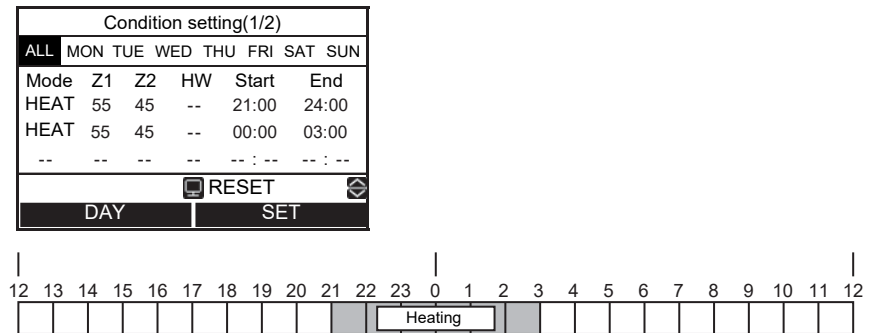 Condition setting(1/2)
ALL MON TUE WED THU FRI SAT SUN
Mode Z1 Z2 HW Start End
HEAT 55 45 -- 21:00 24:00
HEAT 55 45 -- 00:00 03:00
-- -- -- -- -- : -- -- : --
RESET
DAY SET
12 13 14 15 16 17 18 19 20 21 22 23 0 1 2 3 4 5 6 7 8 9 10 11 12
Heating